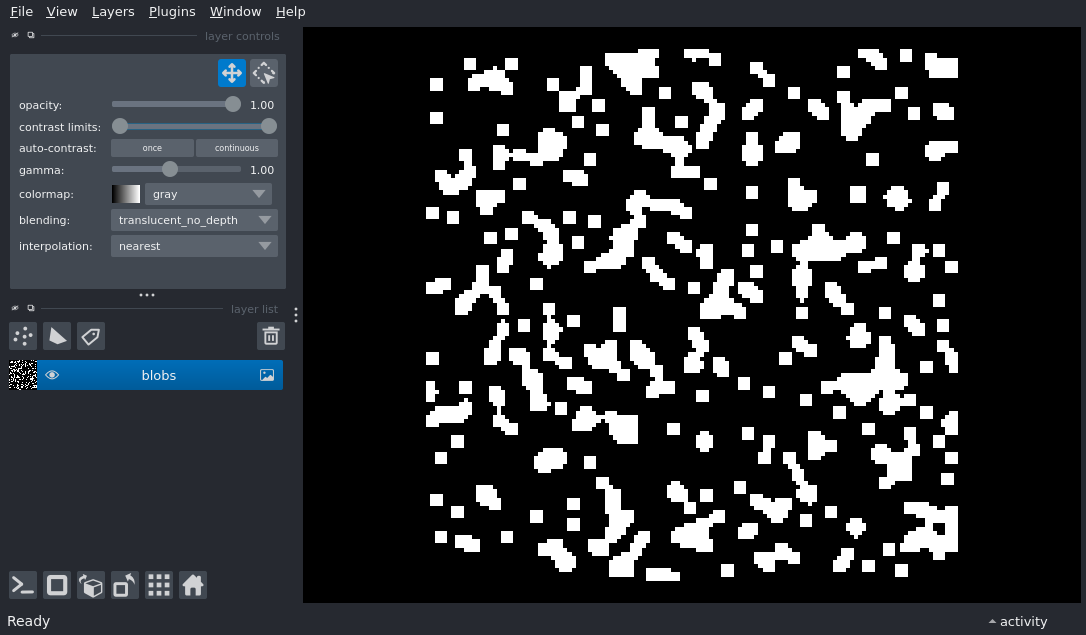 File View Layers Plugins Window Help
layer controls
opacity: 1.00
contrast limits:
auto-contrast: once continuous
gamma: 1.00
colormap: gray
blending: translucent_no_depth
interpolation: nearest
layer list
blobs
Ready activity